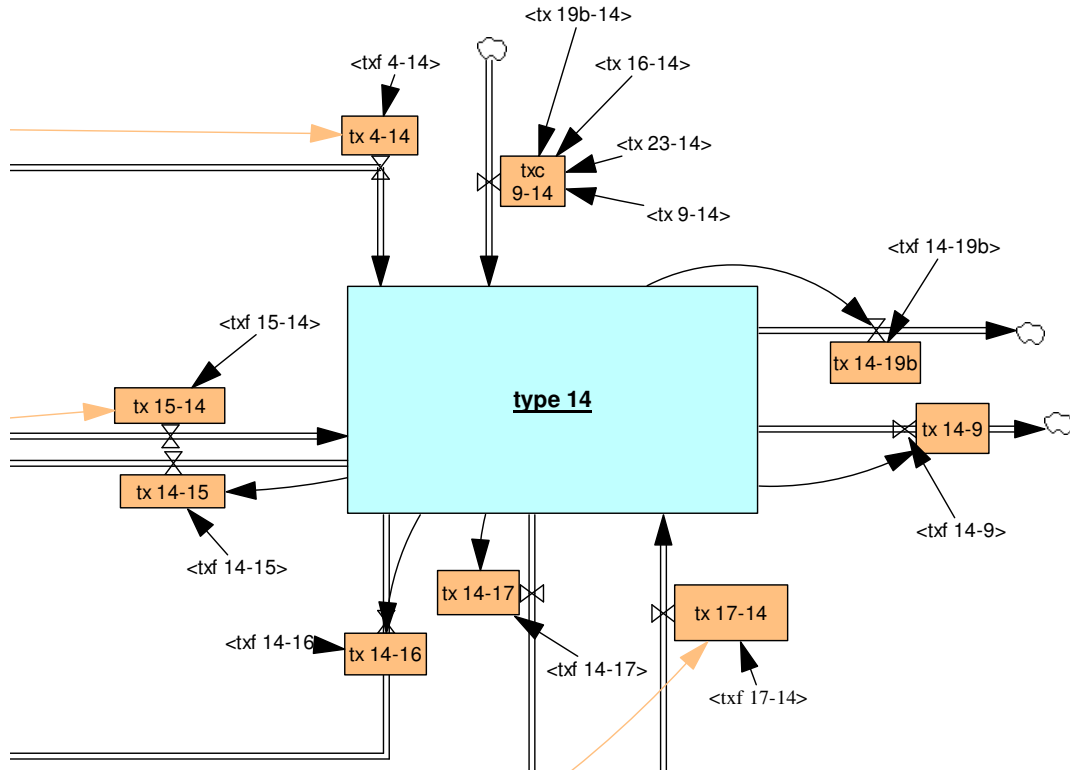 <tx 19b-14>
<txf 4-14>
<tx 16-14>
tx 4-14
<tx 23-14>
txc
9-14
<tx 9-14>
<txf 14-19b>
<txf 15-14>
tx 14-19b
type 14
tx 15-14
tx 14-9
tx 14-15
<txf 14-9>
<txf 14-15>
tx 14-17
tx 17-14
<txf 14-16
tx 14-16
<txf 14-17>
<txf 17-14>